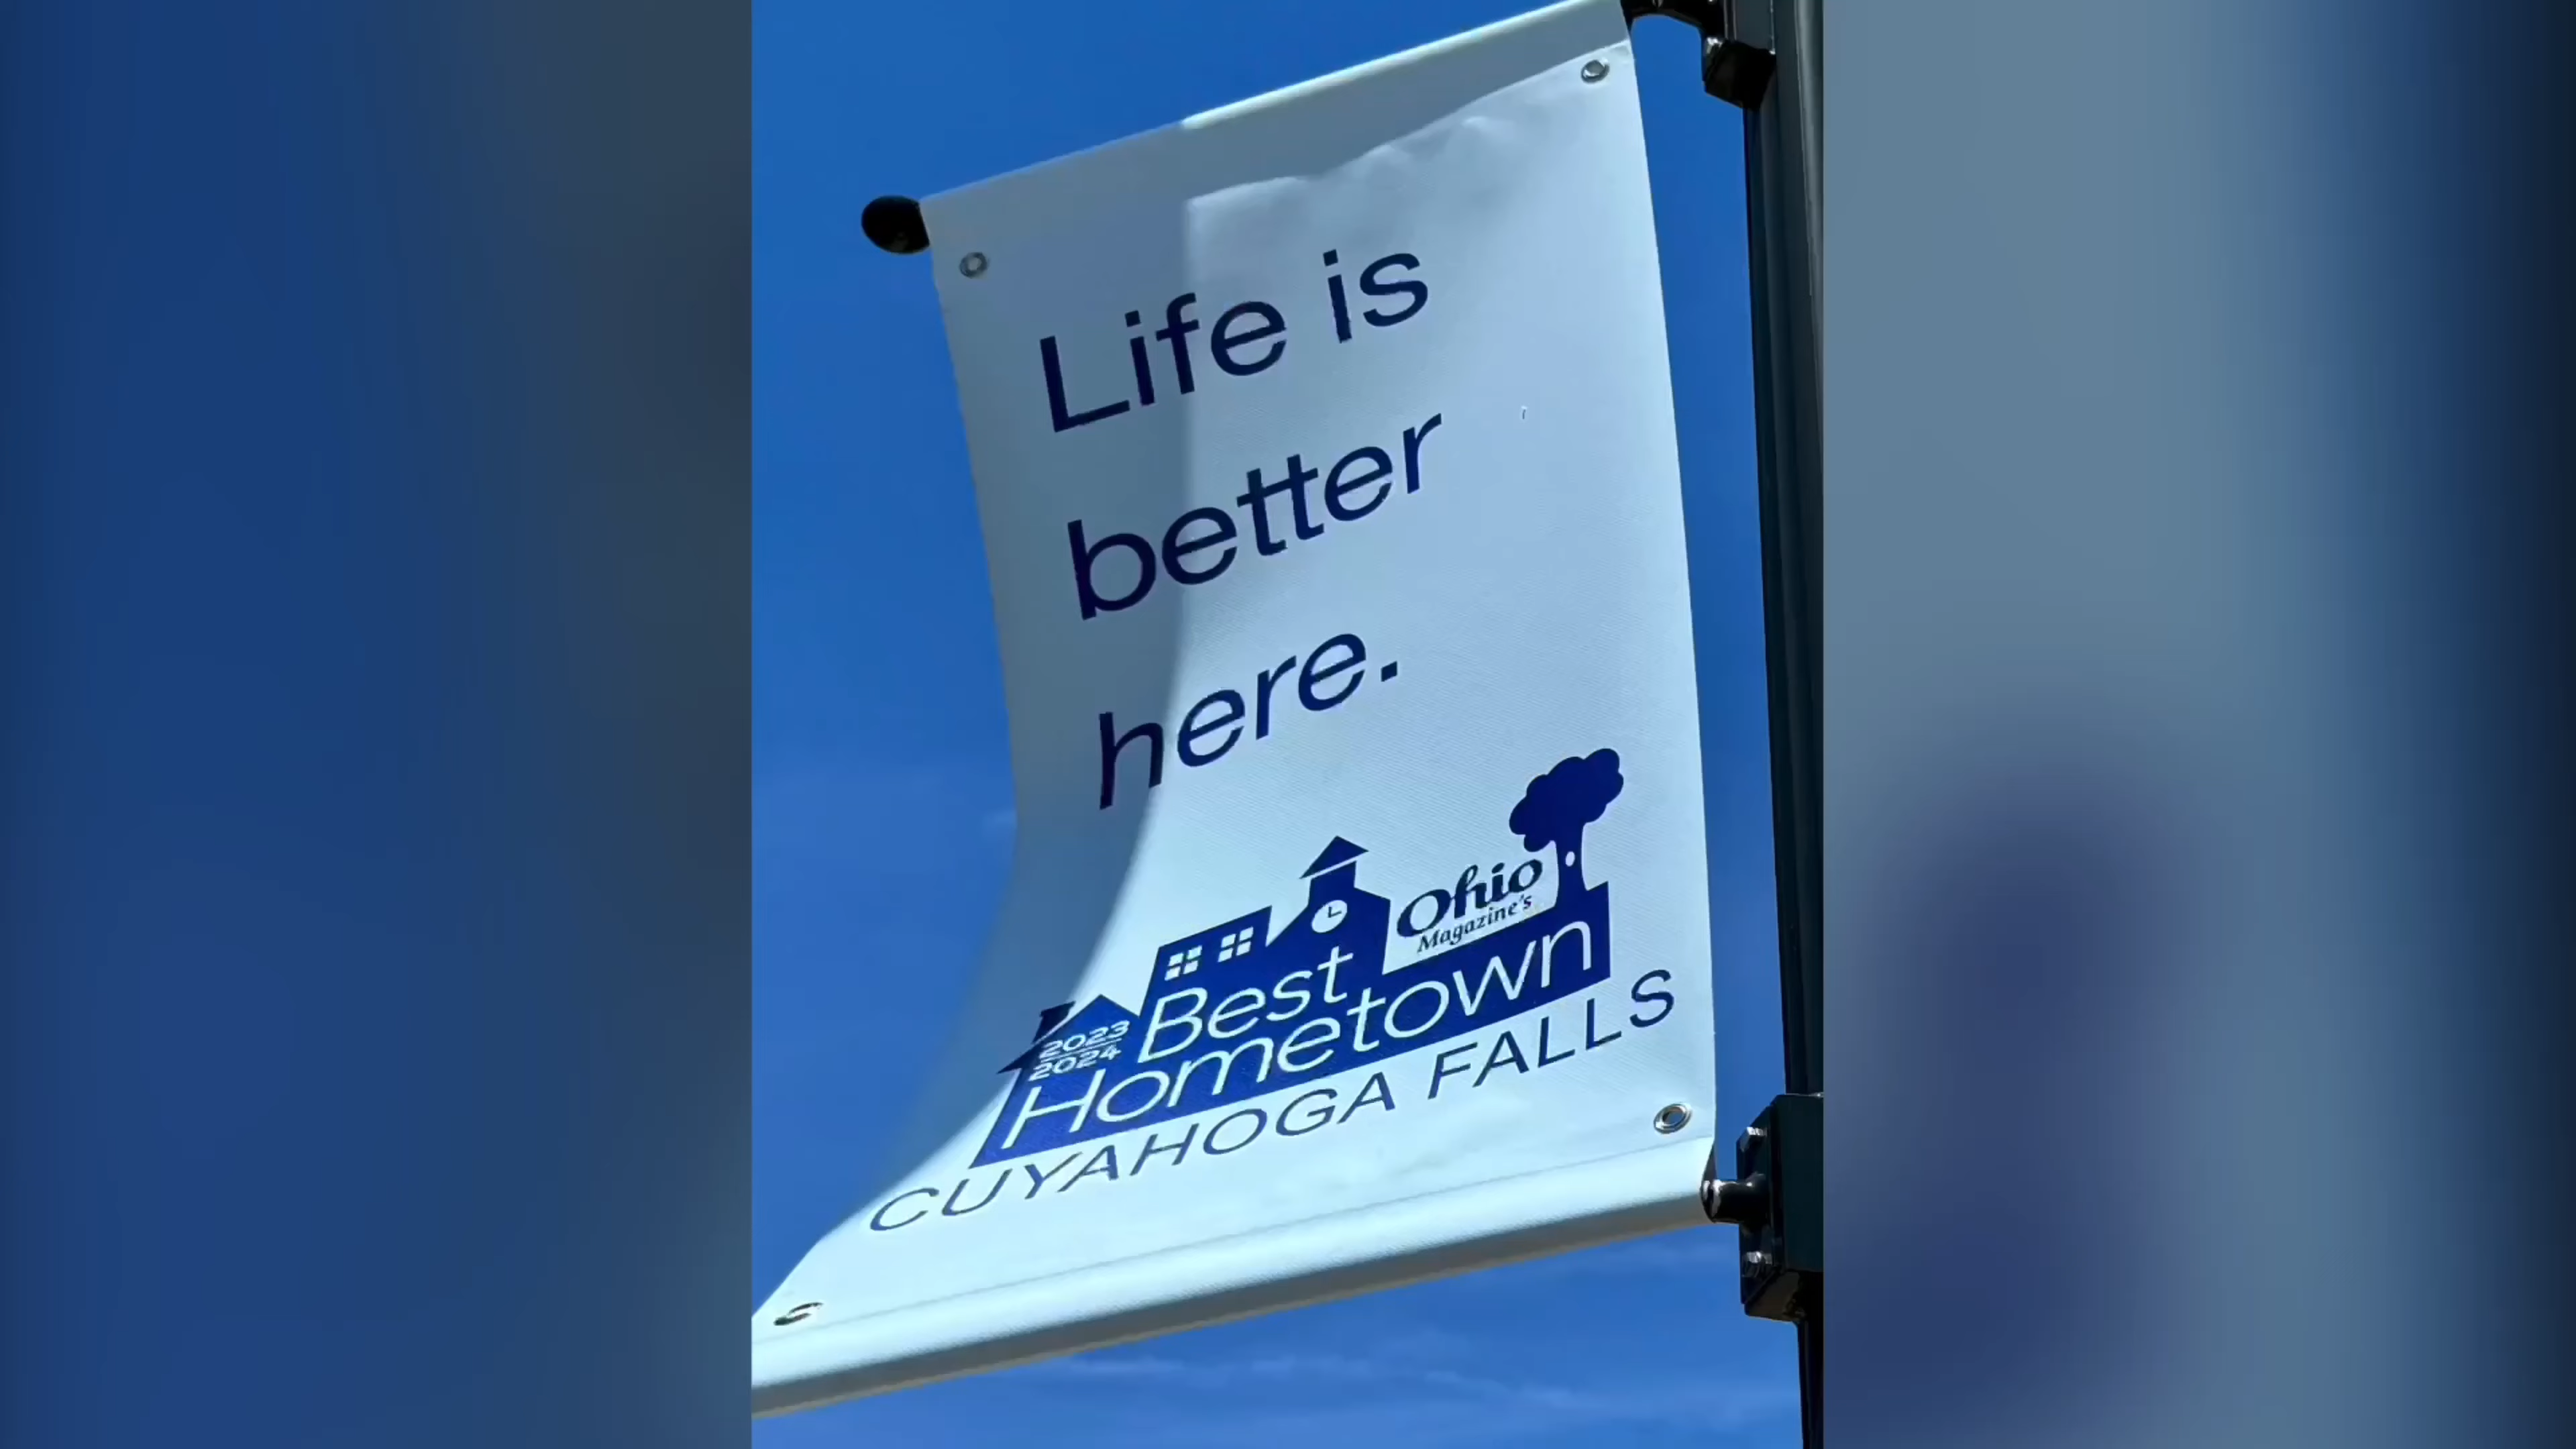 Life is
better
here.
Ohio
Magazine's
2023
2024
Best
Hometown
CUYAHOGA FALLS